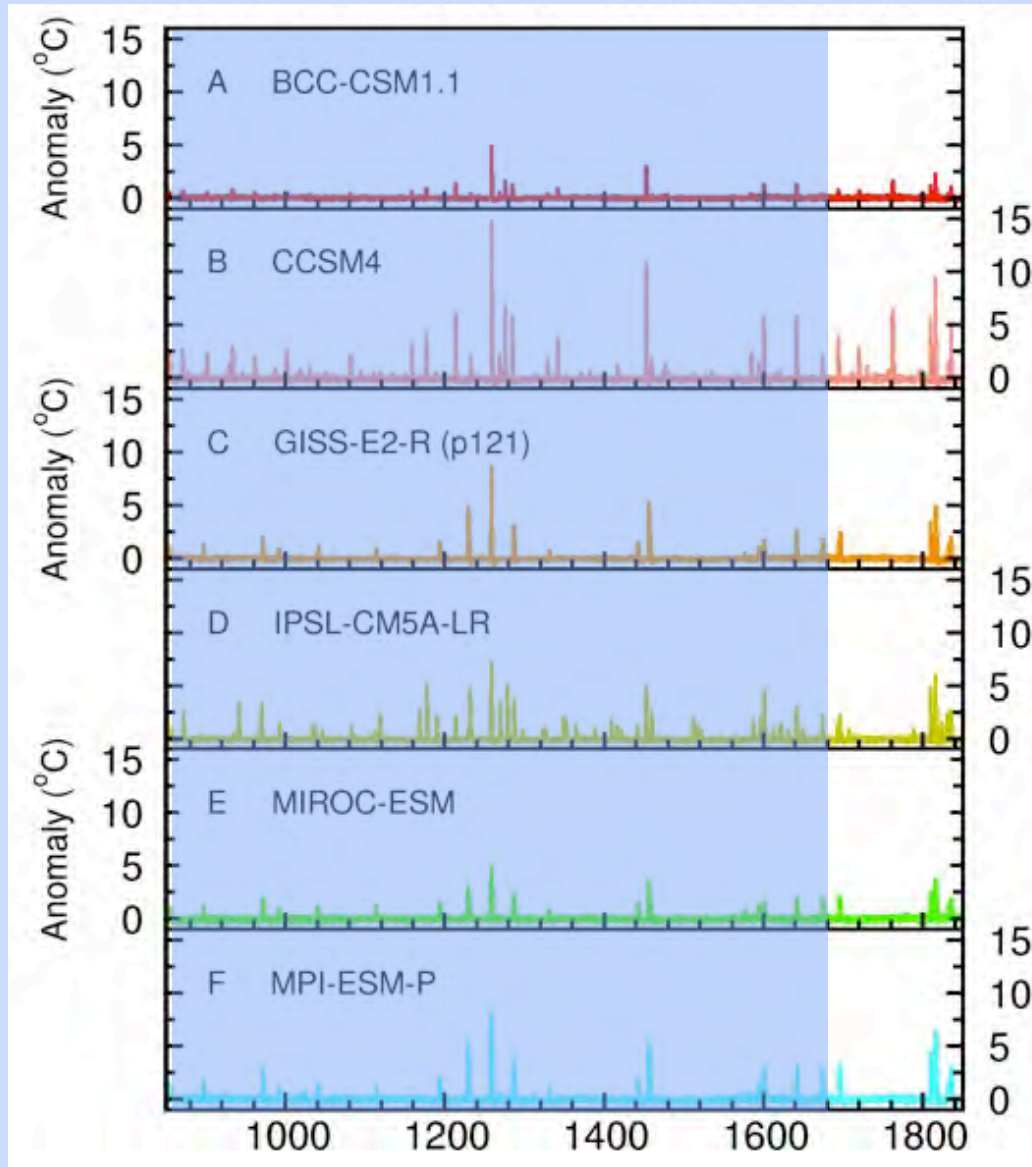 Anomaly (°C)
15
10
5
0
A BCC-CSM1.1
B CCSM4
15
10
5
0
Anomaly (°C)
15
10
5
0
C GISS-E2-R (p121)
D IPSL-CM5A-LR
15
10
5
0
Anomaly (°C)
15
10
5
0
E MIROC-ESM
F MPI-ESM-P
15
10
5
0
1000 1200 1400 1600 1800